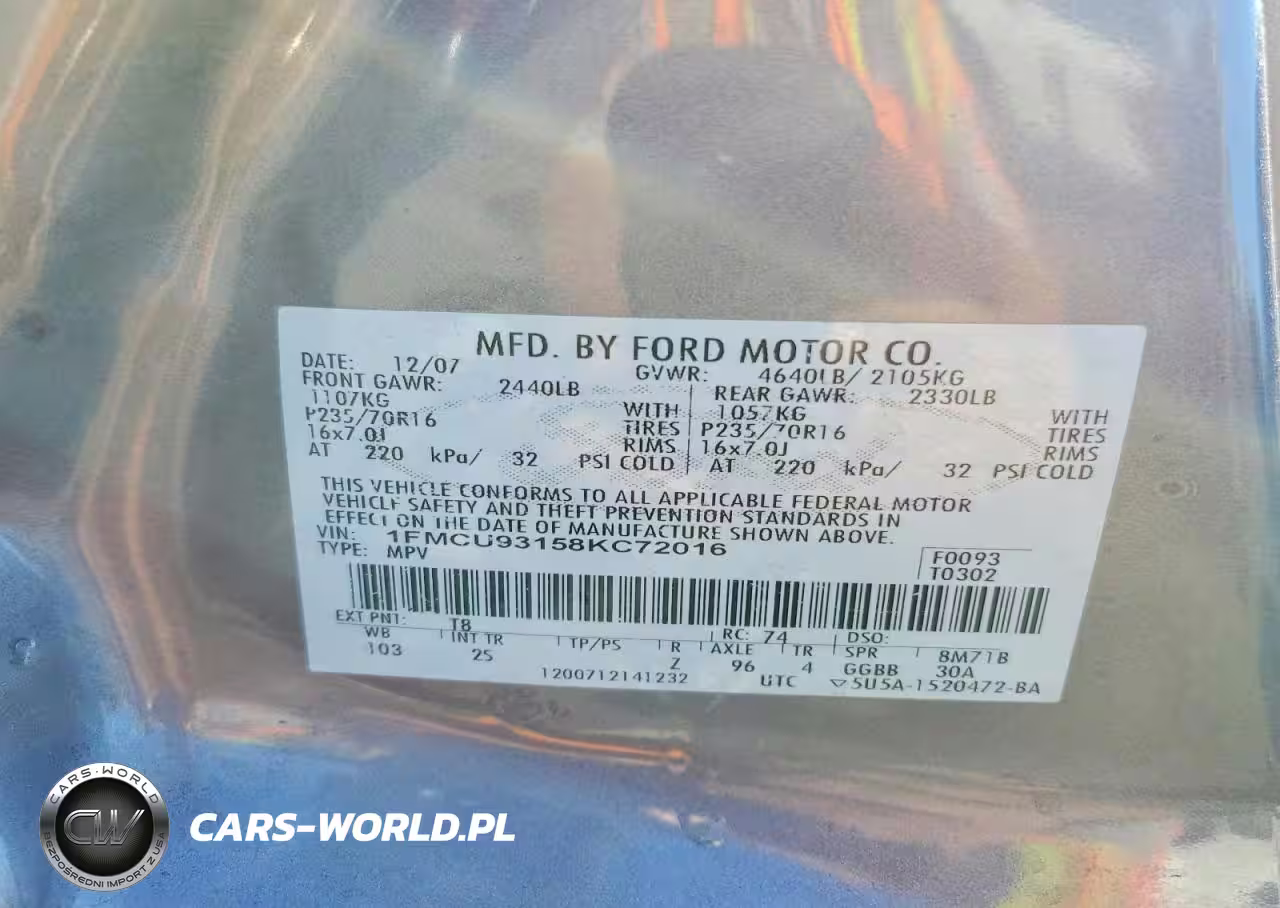 MFD. BY FORD MOTOR CO.
DATE: 12/07 GVWR: 4640LB/ 2105KG
FRONT GAWR: 2440LB REAR GAWR: 2330LB
1107KG WITH 1057KG WITH
P235/70R16 TIRES P235/70R16 TIRES
16x7.0J RIMS 16x7.0J RIMS
AT 220 kPa/ 32 PSI COLD AT 220 kPa/ 32 PSI COLD
THIS VEHICLE CONFORMS TO ALL APPLICABLE FEDERAL MOTOR
VEHICLE SAFETY AND THEFT PREVENTION STANDARDS IN
EFFECT ON THE DATE OF MANUFACTURE SHOWN ABOVE.
VIN: 1FMCU93158KC72016
TYPE: MPV
F0093
T0302
EXT PNT: T8 RC: 74 DSO:
WB INT TR TP/PS R AXLE TR SPR 8M71B
103 25 Z 96 4 GGBB 30A
1200712141232 UTC ▽5U5A-1520472-BA
CARS-WORLD
CW
BEZPOŚREDNI IMPORT Z USA
CARS-WORLD.PL